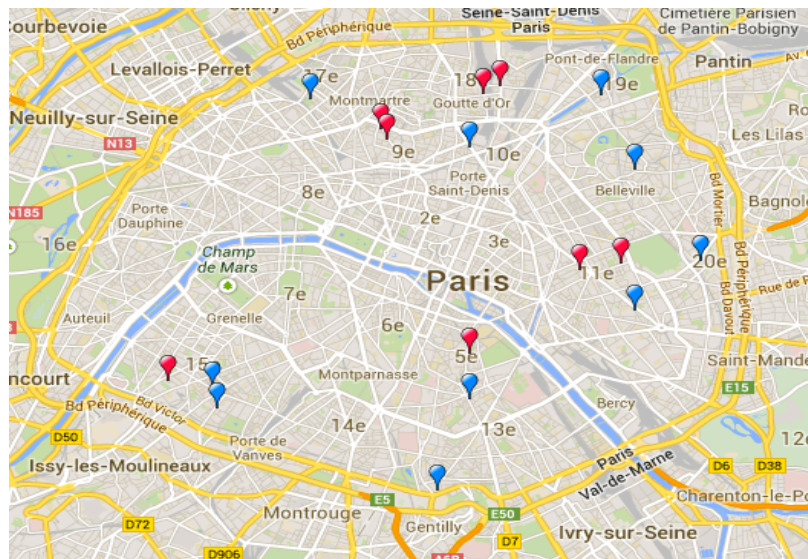 Clichy
Seine-Saint-Denis
Paris
Cimetière Parisien
de Pantin-Bobigny
Courbevoie
Bd Périphérique
Levallois-Perret
17e
18
Pont-de-Flandre
Pantin
19e
Montmartre
Goutte d'Or
Neuilly-sur-Seine
N13
9e
10e
Les Lilas
Porte
Saint-Denis
Belleville
8e
N185
Porte
Dauphine
2e
Bd Mortier
Bagnole
3e
16e
Champ
de Mars
11e
20e
Bd Périphérique
Paris
7e
Rue de
Auteuil
Grenelle
6e
Bd Davout
5e
15
Saint-Mande
ncourt
Montparnasse
E15
Bd Périphérique
Bd Victor
Bercy
14e
13e
D50
Porte de
Vanves
12e
Issy-les-Moulineaux
Paris
Val-de-Marne
D6
D38
E5
Charenton-le-Po
D72
Montrouge
E50
Gentilly
D7
Ivry-sur-Seine
D906
A6B